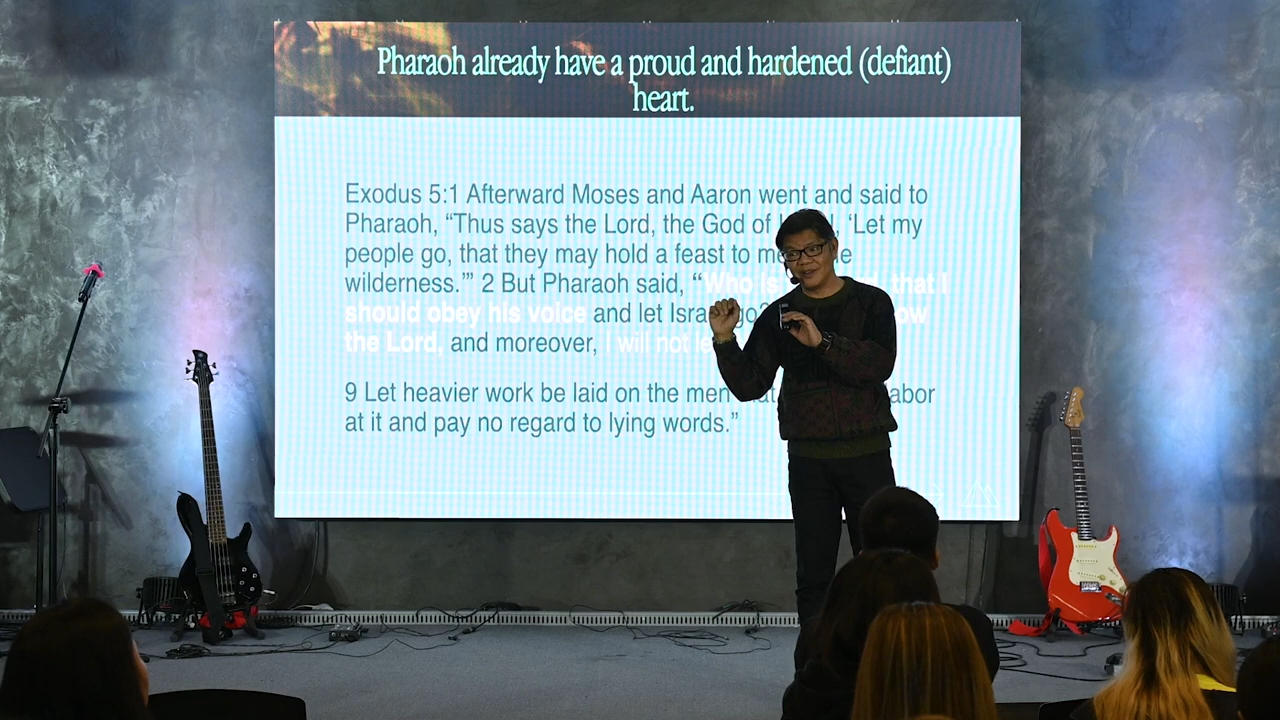 Pharaoh already have a proud and hardened (defiant)
heart.
Exodus 5:1 Afterward Moses and Aaron went and said to
Pharaoh, “Thus says the Lord, the God of ‘Let my
people go, that they may hold a feast to
wilderness.’” 2 But Pharaoh said, “Who is that I
should obey his voice and let go?
the Lord, and moreover, I will not
9 Let heavier work be laid on the men
at it and pay no regard to lying words.”